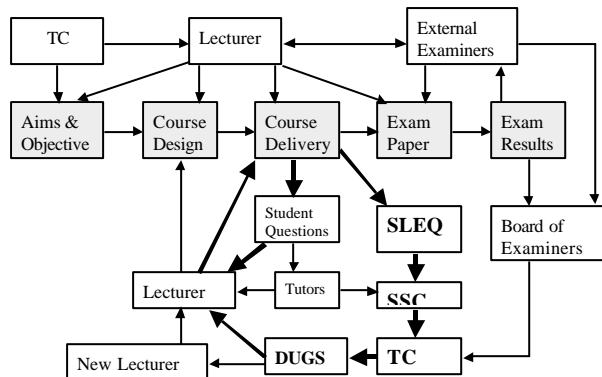 TC
Lecturer
External
Examiners
Aims &
Objective
Course
Design
Course
Delivery
Exam
Paper
Exam
Results
Student
Questions
SLEQ
Board of
Examiners
Lecturer
Tutors
SSC
New Lecturer
DUGS
TC